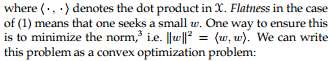 where ⟨·, ·⟩ denotes the dot product in 𝒳. Flatness in the case
of (1) means that one seeks a small w. One way to ensure this
is to minimize the norm,³ i.e. ‖w‖² = ⟨w, w⟩. We can write
this problem as a convex optimization problem: